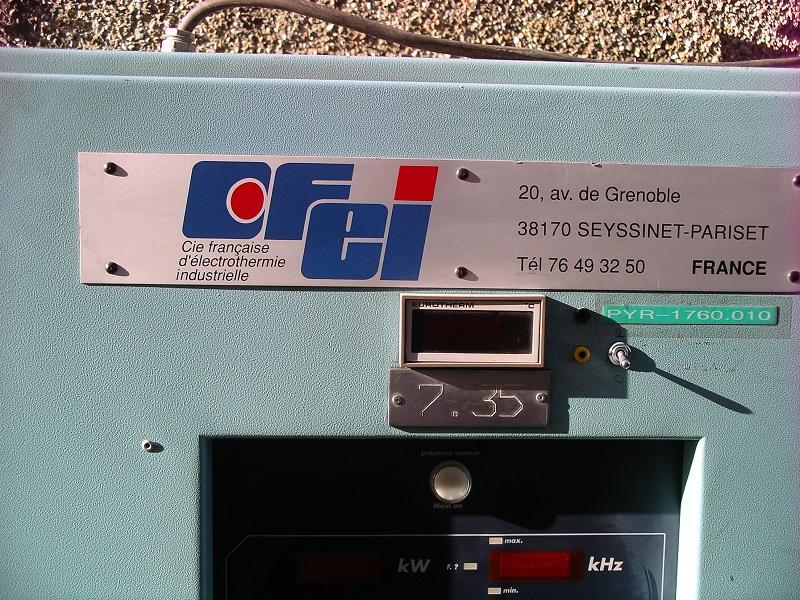 CFEI
Cie française
d'électrothermie
industrielle
20, av. de Grenoble
38170 SEYSSINET-PARISET
Tél 76 49 32 50 FRANCE
EUROTHERM °C
PYR-1760.010
7.35
présence secteur
Main on
max.
kW F. ? kHz
min.